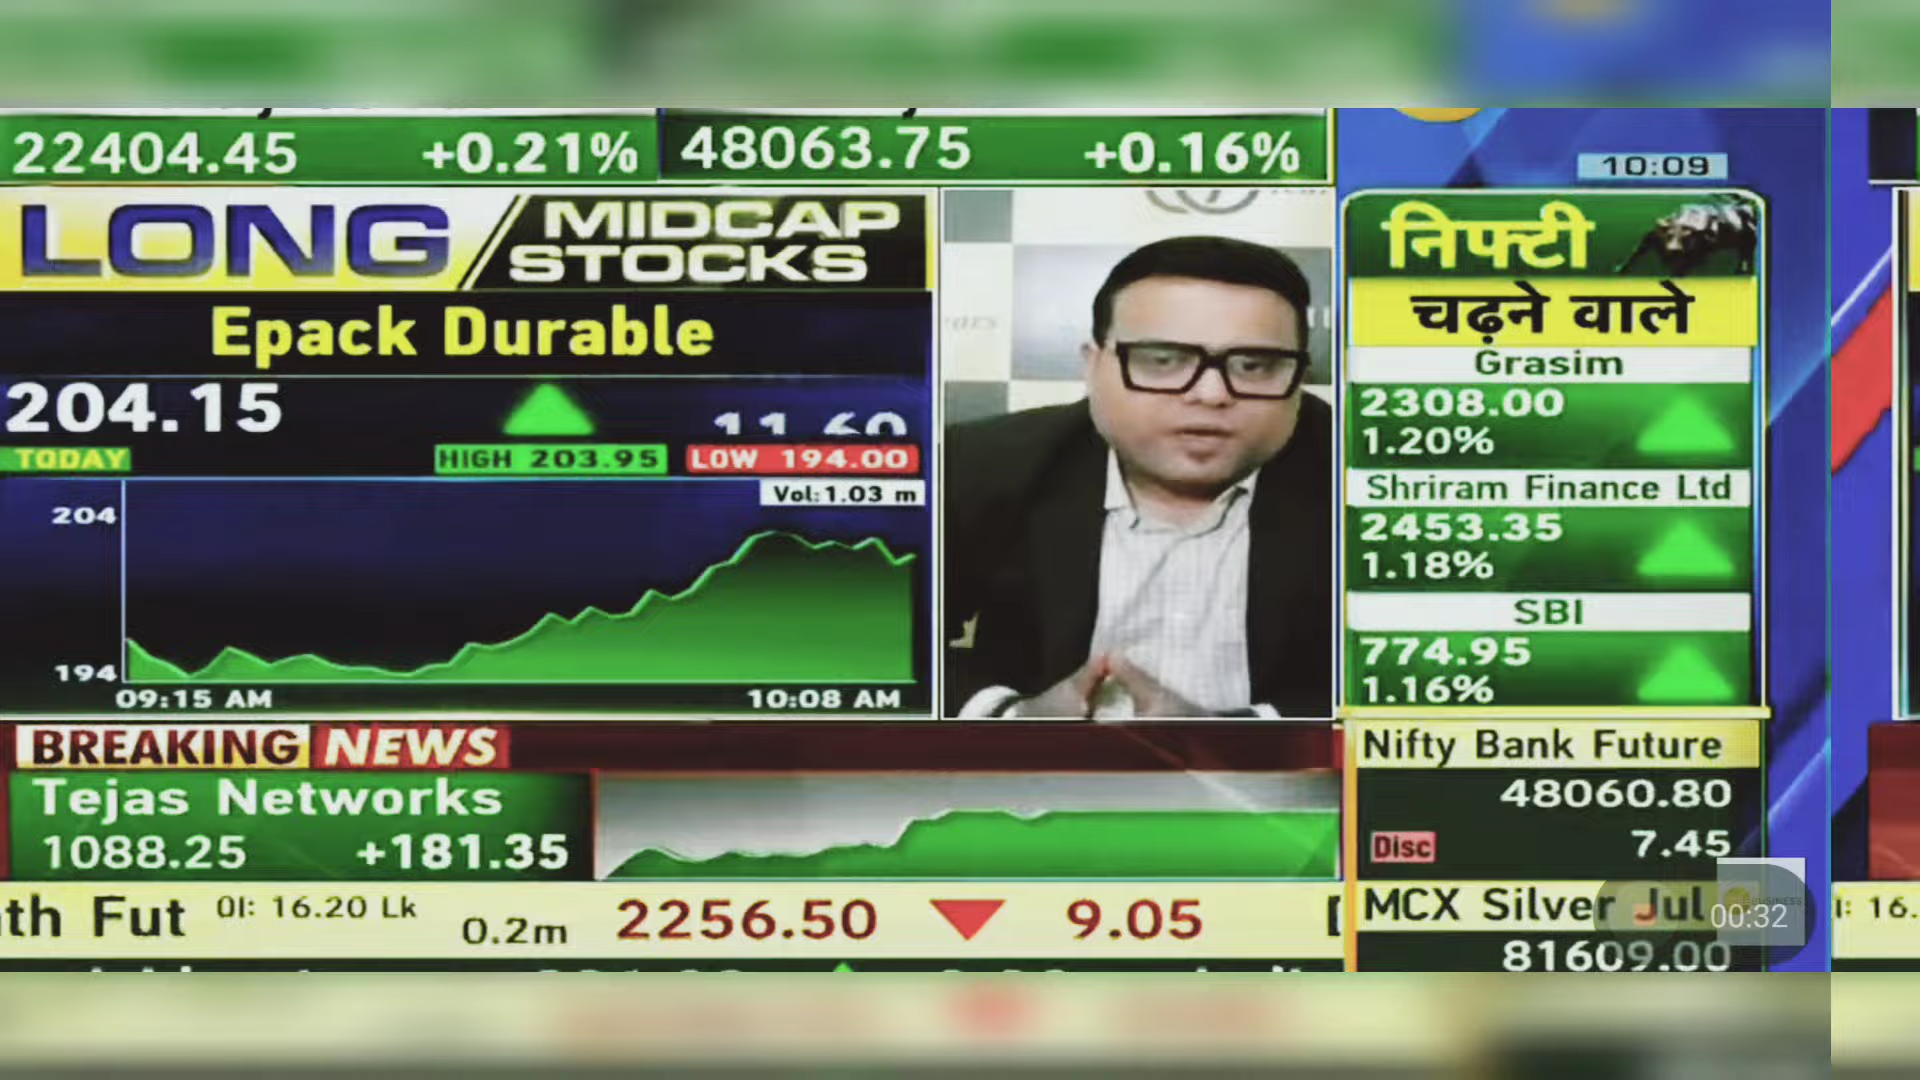 22404.45 +0.21% 48063.75 +0.16%
10:09
LONG MIDCAP
STOCKS
Epack Durable
204.15 11.60
TODAY HIGH 203.95 LOW 194.00
Vol:1.03 m
204
194
09:15 AM 10:08 AM
निफ्टी
चढ़ने वाले
Grasim
2308.00
1.20%
Shriram Finance Ltd
2453.35
1.18%
SBI
774.95
1.16%
BREAKING NEWS
Tejas Networks
1088.25 +181.35
Nifty Bank Future
48060.80
Disc 7.45
MCX Silver Jul
81609.00
00:32
th Fut OI: 16.20 Lk 0.2m 2256.50 9.05
I: 16.